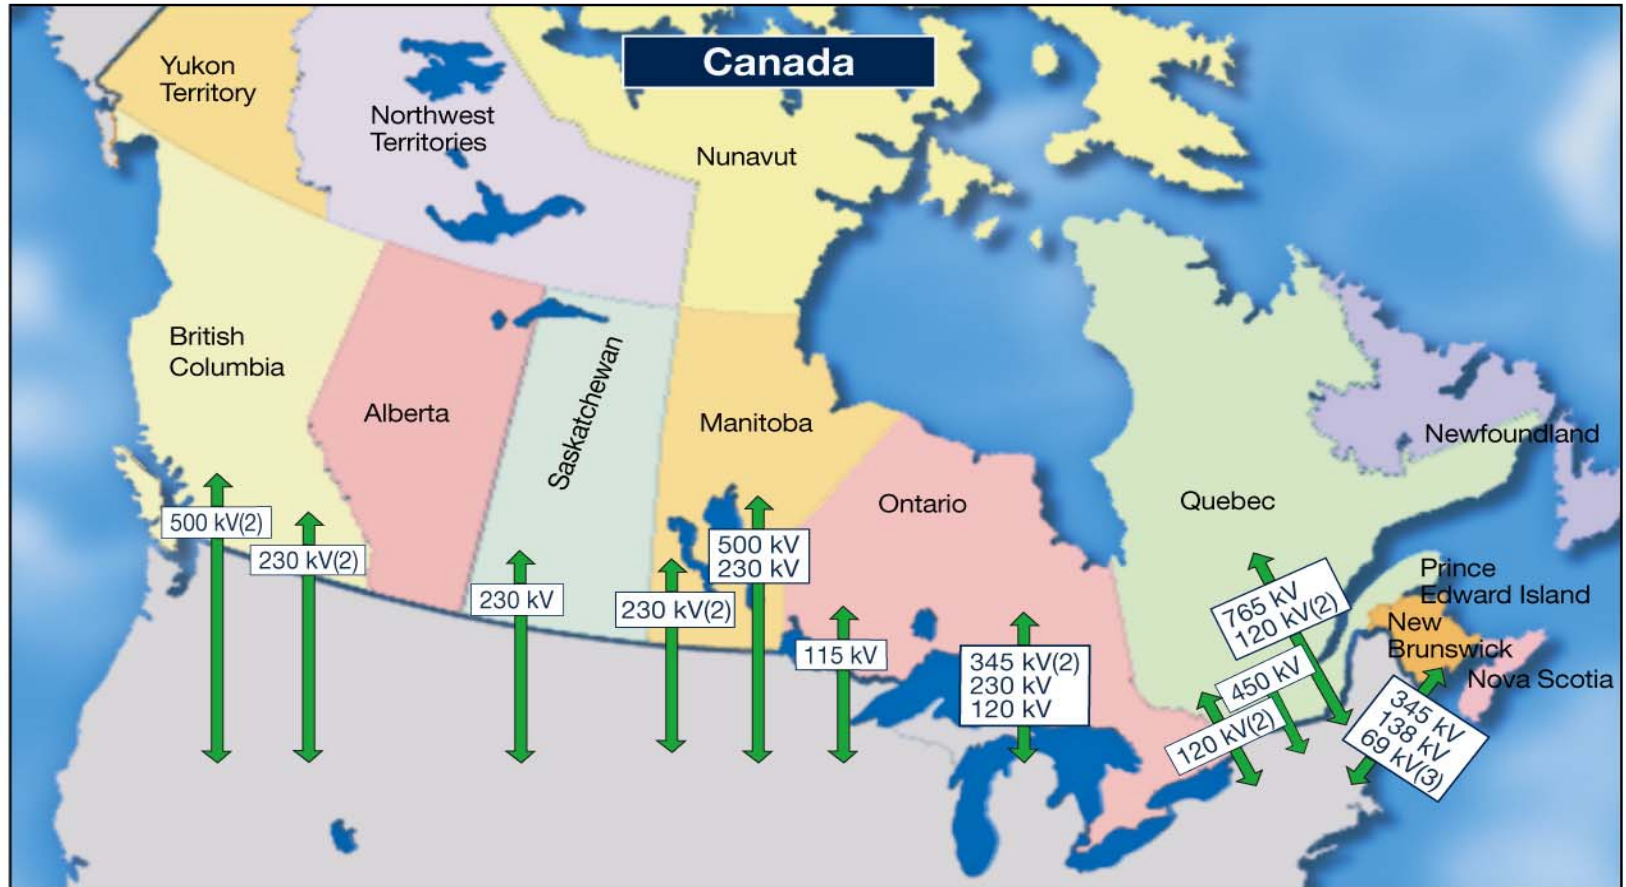 Canada
Yukon
Territory
Northwest
Territories
Nunavut
British
Columbia
Alberta
Saskatchewan
Manitoba
Ontario
Quebec
Newfoundland
Prince
Edward Island
New
Brunswick
Nova Scotia
500 kV(2)
230 kV(2)
230 kV
230 kV(2)
500 kV
230 kV
115 kV
345 kV(2)
230 kV
120 kV
765 kV
120 kV(2)
450 kV
120 kV(2)
345 kV
138 kV
69 kV(3)